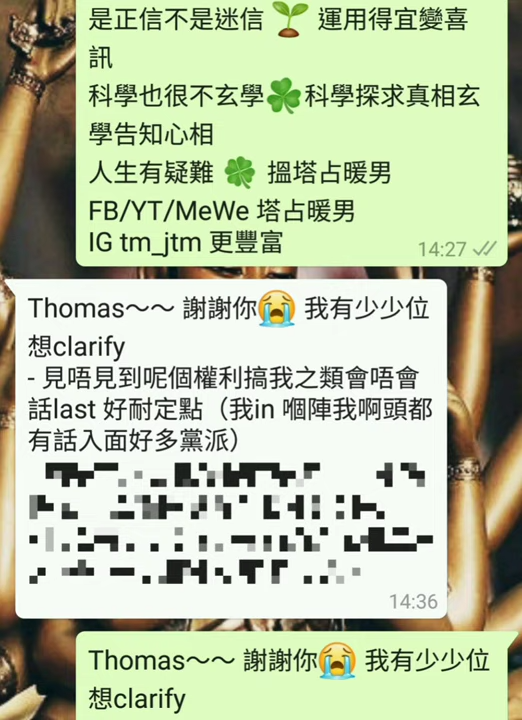 是正信不是迷信🌱 運用得宜變喜
訊
科學也很不玄學🍀科學探求真相玄
學告知心相
人生有疑難 🍀 搵塔占暖男
FB/YT/MeWe 塔占暖男
IG tm_jtm 更豐富
14:27
Thomas～～ 謝謝你😭 我有少少位
想clarify
- 見唔見到呢個權利搞我之類會唔會
話last 好耐定點（我in 嗰陣我啊頭都
有話入面好多黨派）
14:36
Thomas～～ 謝謝你😭 我有少少位
想clarify